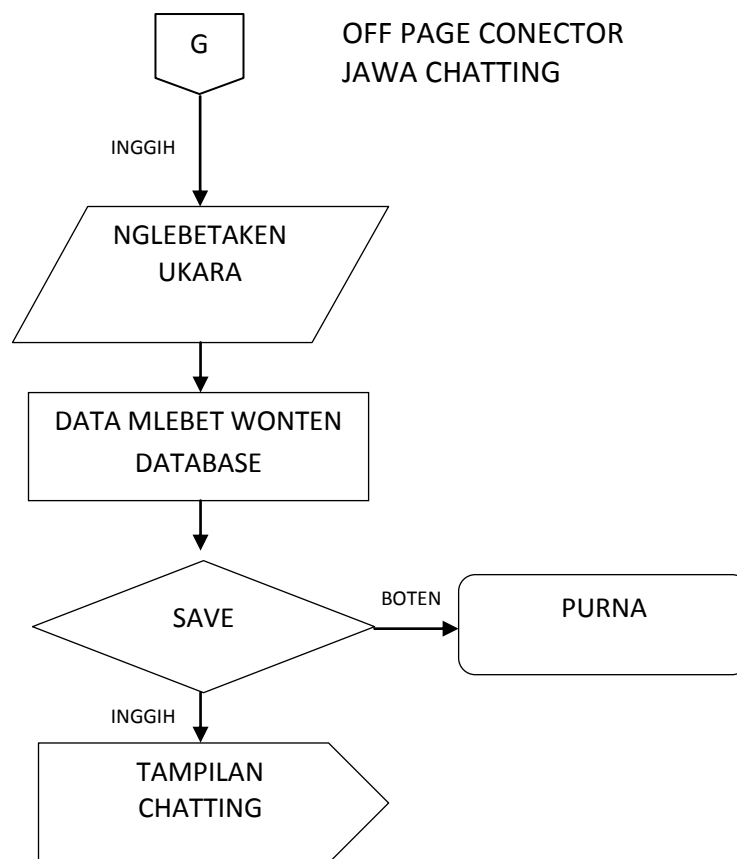 G
OFF PAGE CONECTOR
JAWA CHATTING
INGGIH
NGLEBETAKEN
UKARA
DATA MLEBET WONTEN
DATABASE
SAVE
BOTEN
PURNA
INGGIH
TAMPILAN
CHATTING